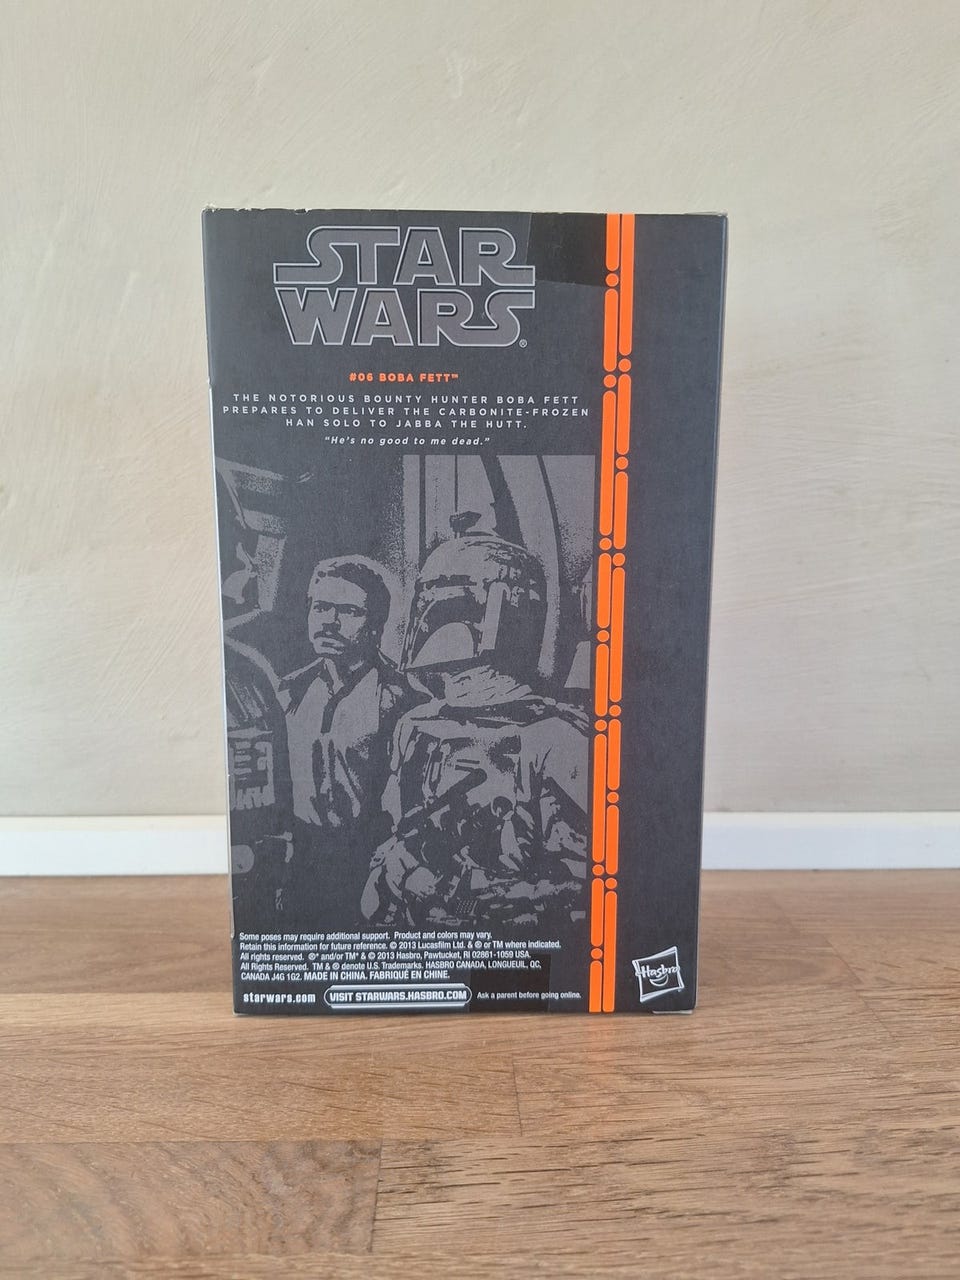 STAR
WARS®
#06 BOBA FETT™
THE NOTORIOUS BOUNTY HUNTER BOBA FETT
PREPARES TO DELIVER THE CARBONITE-FROZEN
HAN SOLO TO JABBA THE HUTT.
"He's no good to me dead."
Some poses may require additional support. Product and colors may vary.
Retain this information for future reference. © 2013 Lucasfilm Ltd. & ® or TM where indicated.
All rights reserved. ®* and/or TM* & © 2013 Hasbro, Pawtucket, RI 02861-1059 USA.
All Rights Reserved. TM & ® denote U.S. Trademarks. HASBRO CANADA, LONGUEUIL, QC,
CANADA J4G 1G2. MADE IN CHINA. FABRIQUÉ EN CHINE.
starwars.com VISIT STARWARS.HASBRO.COM Ask a parent before going online.
Hasbro